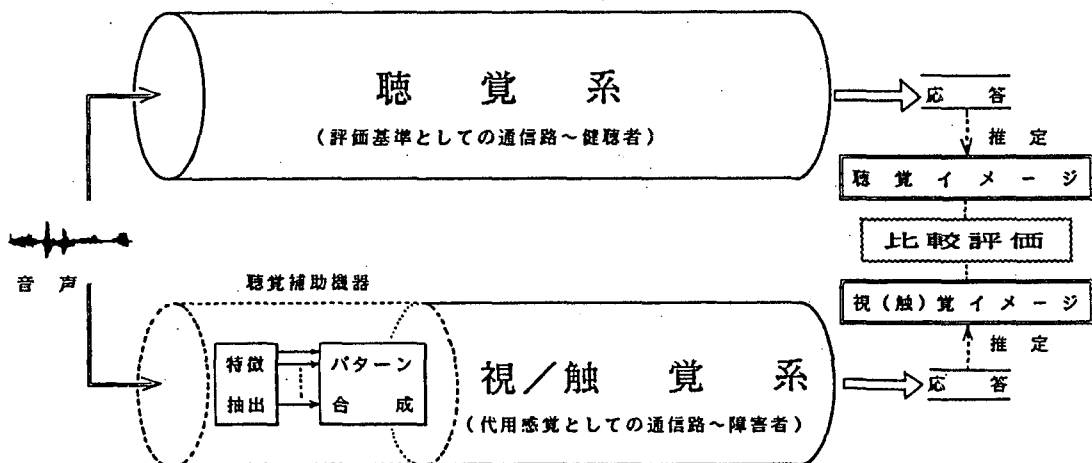 聴覚系
(評価基準としての通信路~健聴者)
応答
推定
聴覚イメージ
比較評価
音声
聴覚補助機器
視(触)覚イメージ
推定
特徴
抽出
パターン
合成
視/触覚系
(代用感覚としての通信路~障害者)
応答